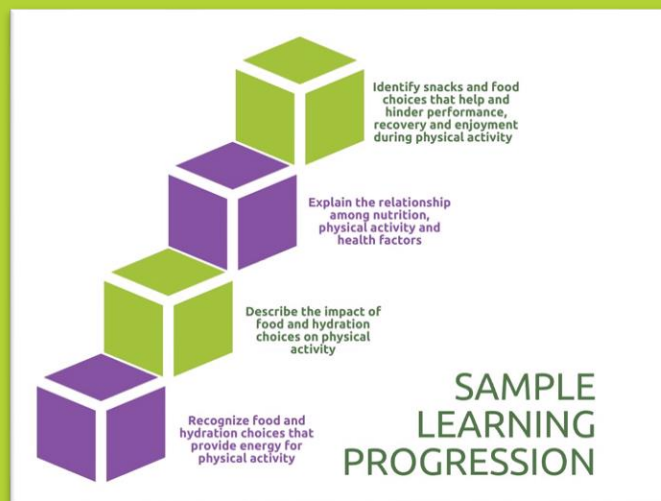 Identify snacks and food
choices that help and
hinder performance,
recovery and enjoyment
during physical activity
Explain the relationship
among nutrition,
physical activity and
health factors
Describe the impact of
food and hydration
choices on physical
activity
Recognize food and
hydration choices that
provide energy for
physical activity
SAMPLE
LEARNING
PROGRESSION